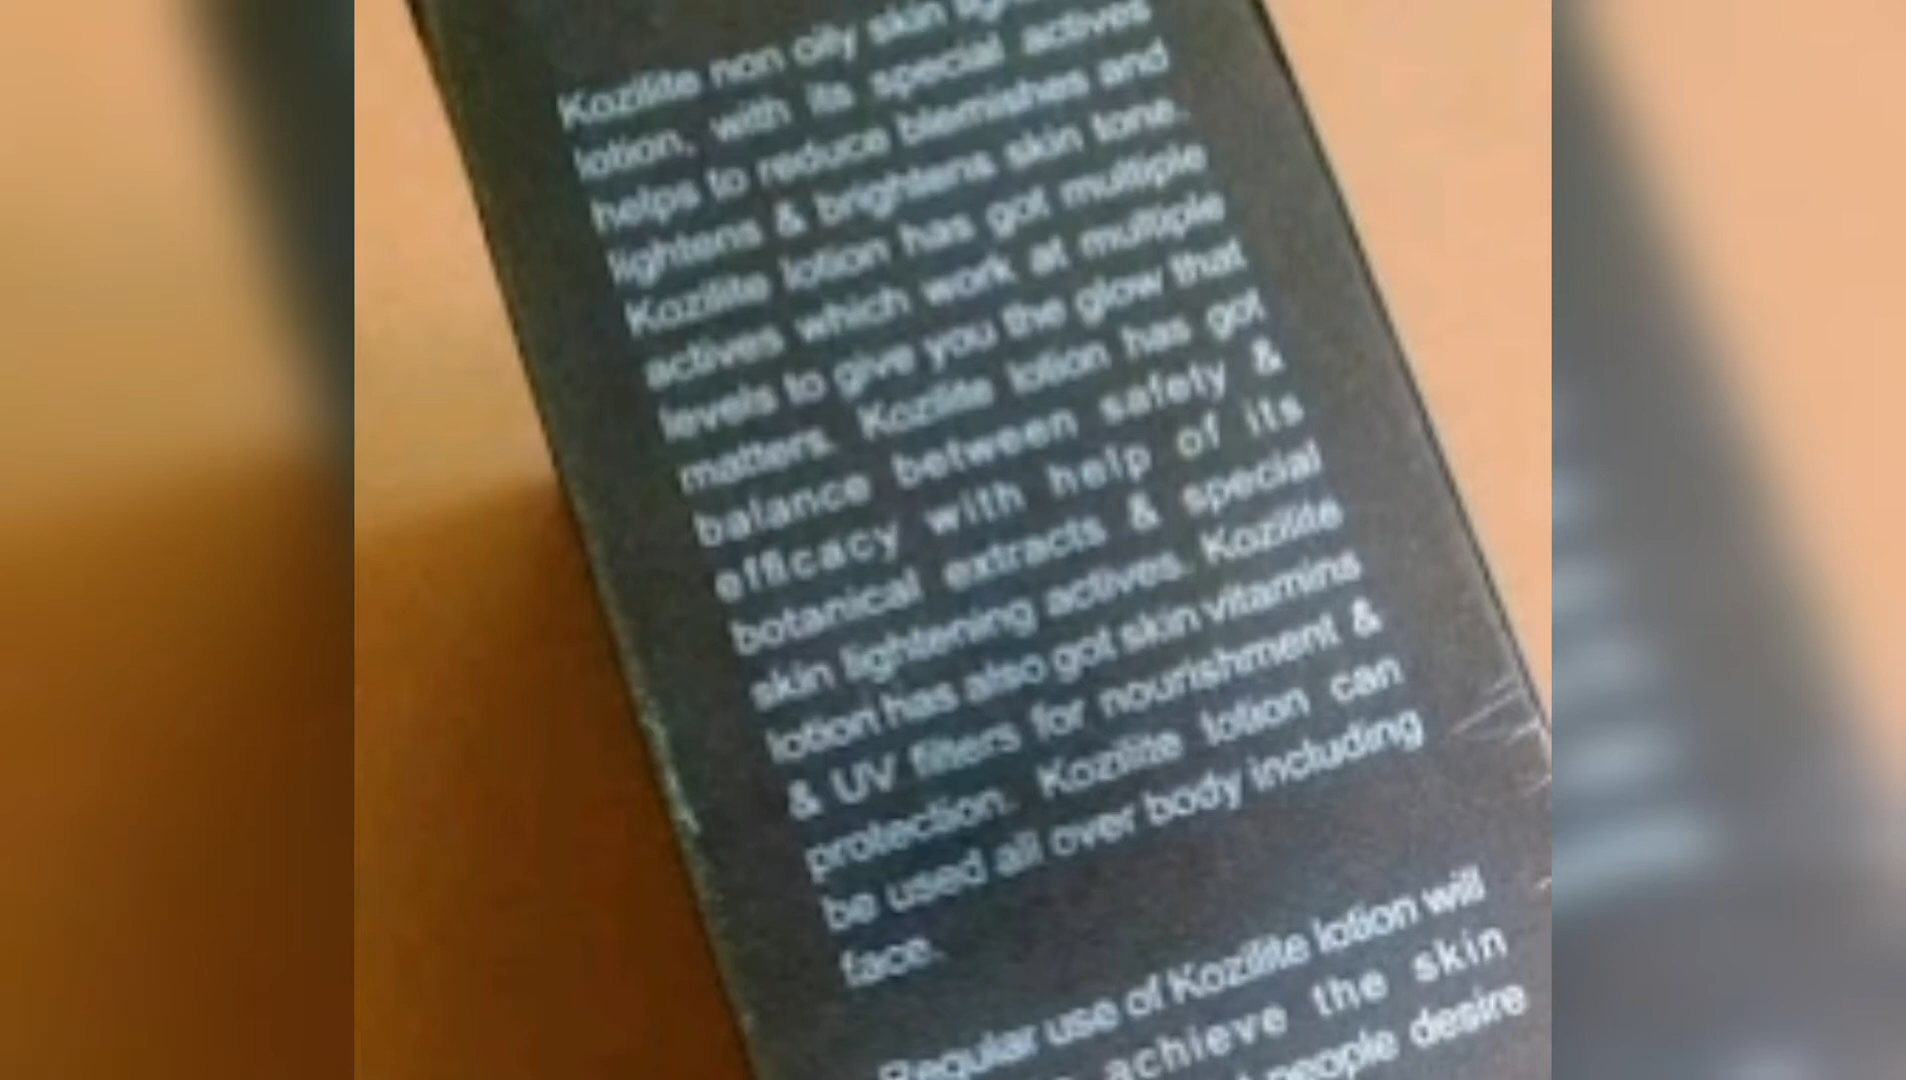 Kozilite non oily skin
lotion, with its special actives
helps to reduce blemishes and
lightens & brightens skin tone.
Kozilite lotion has got multiple
actives which work at multiple
levels to give you the glow that
matters. Kozilite lotion has got
balance between safety &
efficacy with help of its
botanical extracts & special
skin lightening actives. Kozilite
lotion has also got skin vitamins
& UV filters for nourishment &
protection. Kozilite lotion can
be used all over body including
face.
Regular use of Kozilite lotion will
achieve the skin
people desire